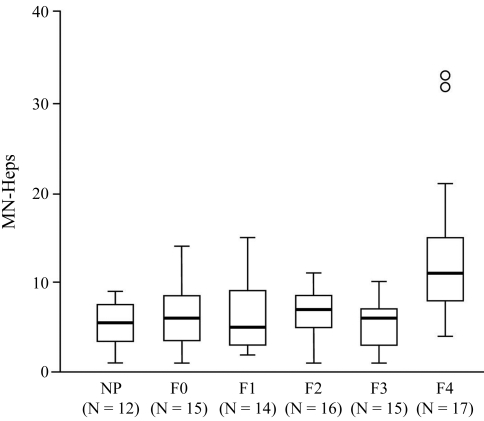 40
30
20
10
0
MN-Heps
NP F0 F1 F2 F3 F4
(N = 12) (N = 15) (N = 14) (N = 16) (N = 15) (N = 17)